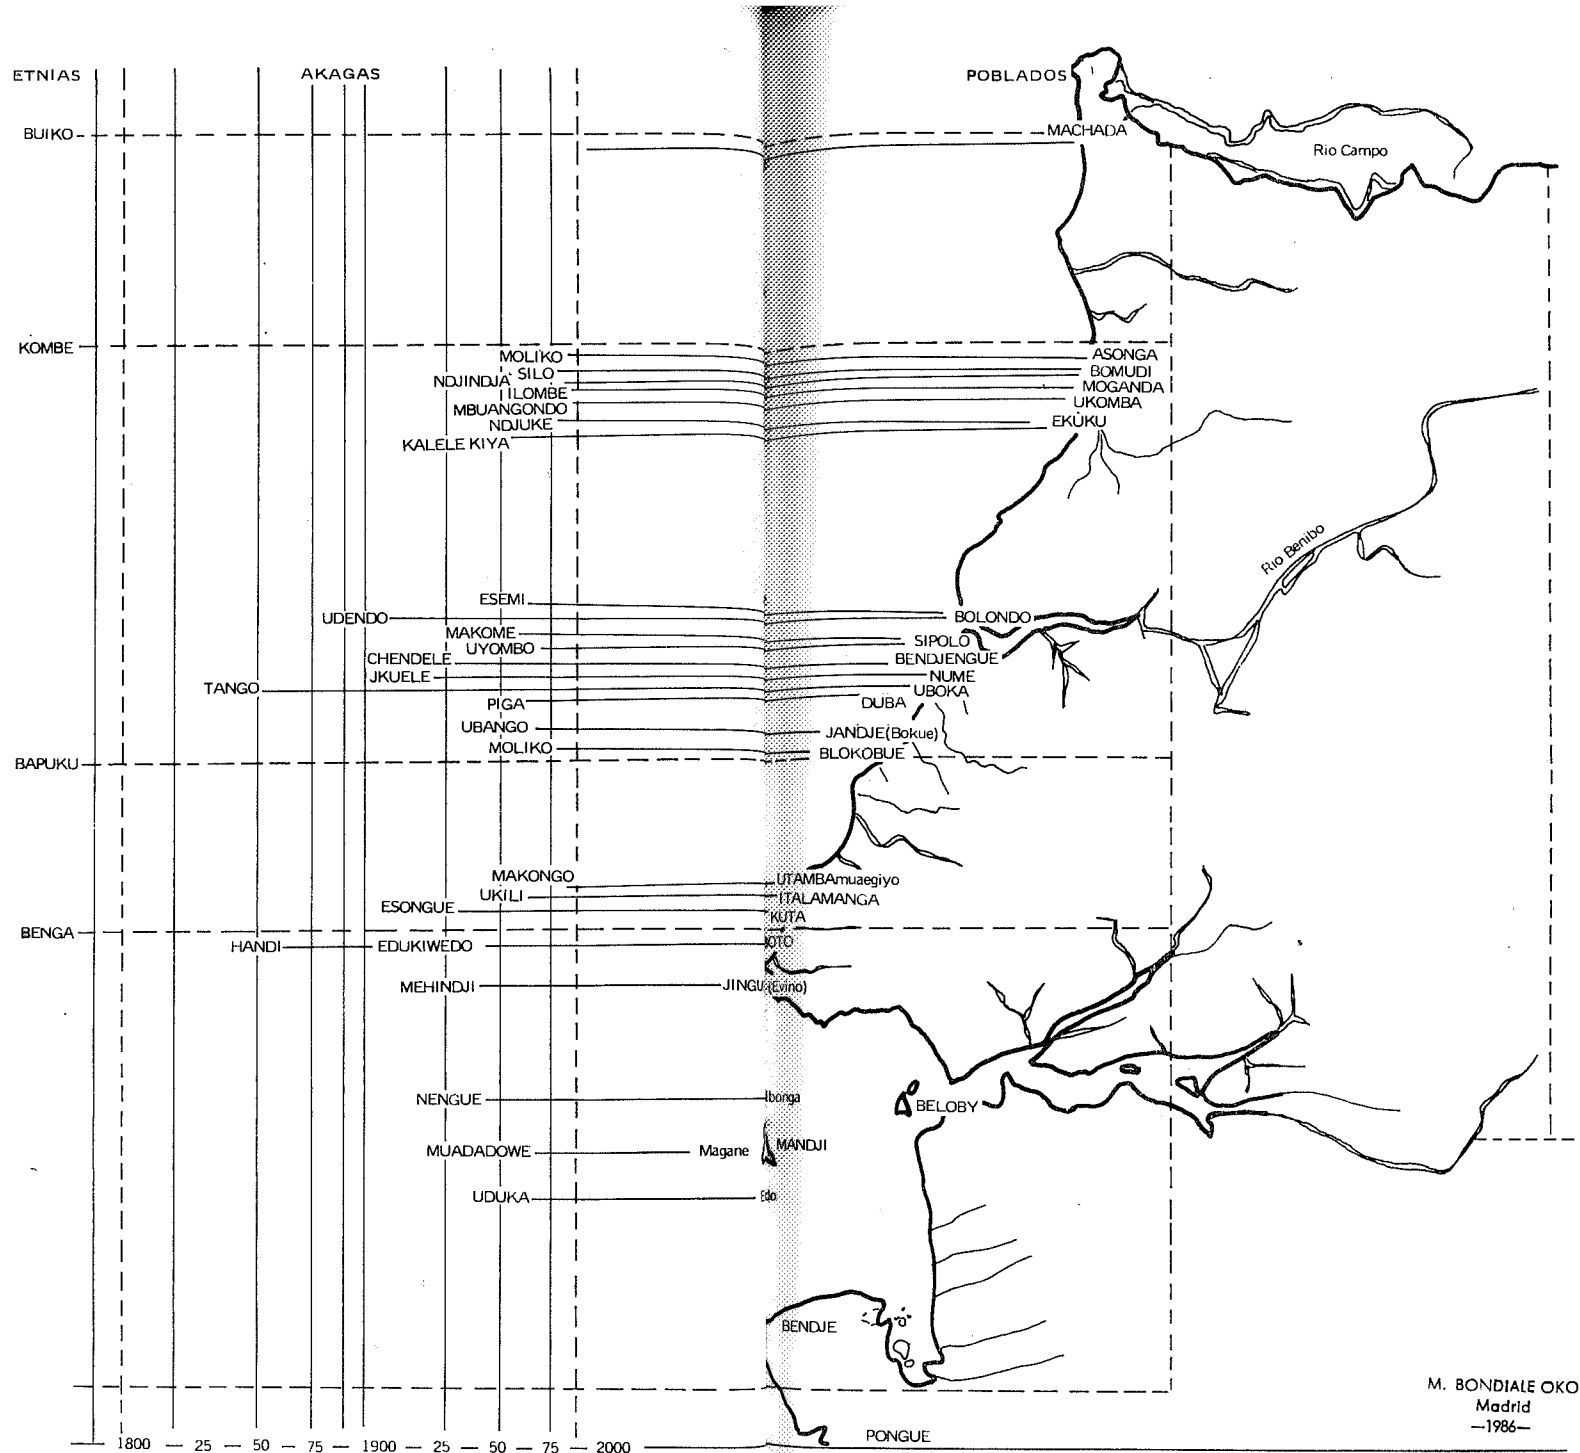 ETNIAS AKAGAS POBLADOS
BUIKO MACHADA
Rio Campo
KOMBE
MOLIKO ASONGA
SILO BOMUDI
NDJINDJA MOGANDA
ILOMBE UKOMBA
MBUANGONDO
NDJUKE EKUKU
KALELE KIYA
Rio Benibo
ESEMI
UDENDO BOLONDO
MAKOME SIPOLO
UYOMBO
CHENDELE BENDJENGUE
JKUELE NUME
TANGO UBOKA
PIGA DUBA
UBANGO JANDJE(Bokue)
MOLIKO BLOKOBUE
BAPUKU
MAKONGO UTAMBAmuaegiyo
UKILI ITALAMANGA
ESONGUE KUTA
BENGA
HANDI EDUKIWEDO OTO
MEHINDJI JINGU(Evino)
NENGUE Ibonga BELOBY
MUADADOWE Magane MANDJI
UDUKA Edo
BENDJE
M. BONDIALE OKO
Madrid
—1986—
PONGUE
— 1800 — 25 — 50 — 75 — 1900 — 25 — 50 — 75 — 2000